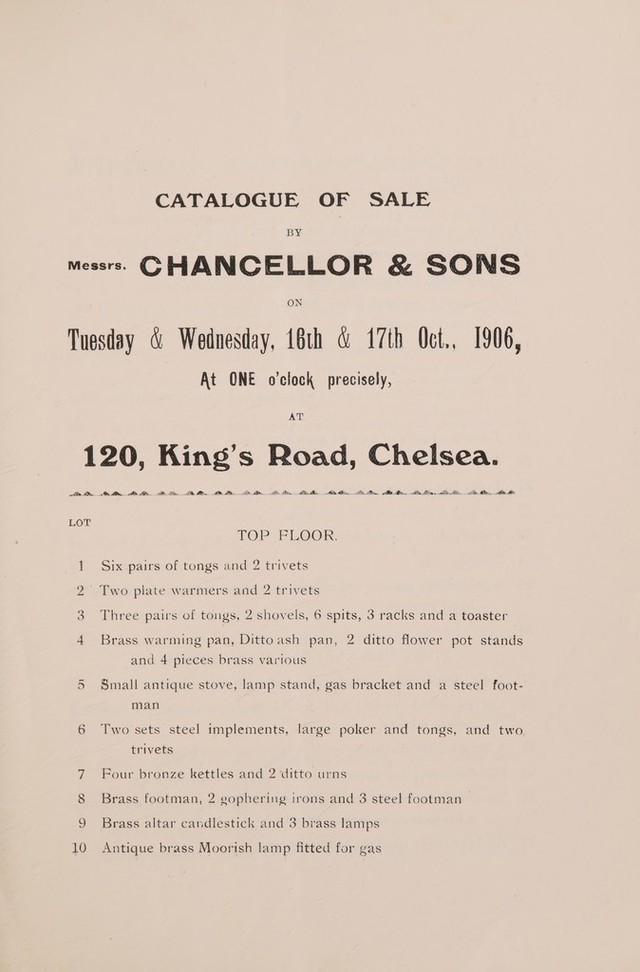 CATALOGUE OF SALE
BY
Messrs. CHANCELLOR & SONS
ON
Tuesday & Wednesday, 16th & 17th Oct., 1906,
At ONE o'clock precisely,
AT
120, King's Road, Chelsea.
LOT
TOP FLOOR.
1 Six pairs of tongs and 2 trivets
2 Two plate warmers and 2 trivets
3 Three pairs of tongs, 2 shovels, 6 spits, 3 racks and a toaster
4 Brass warming pan, Ditto ash pan, 2 ditto flower pot stands
and 4 pieces brass various
5 Small antique stove, lamp stand, gas bracket and a steel foot-
man
6 Two sets steel implements, large poker and tongs, and two
trivets
7 Four bronze kettles and 2 ditto urns
8 Brass footman, 2 gophering irons and 3 steel footman
9 Brass altar candlestick and 3 brass lamps
10 Antique brass Moorish lamp fitted for gas